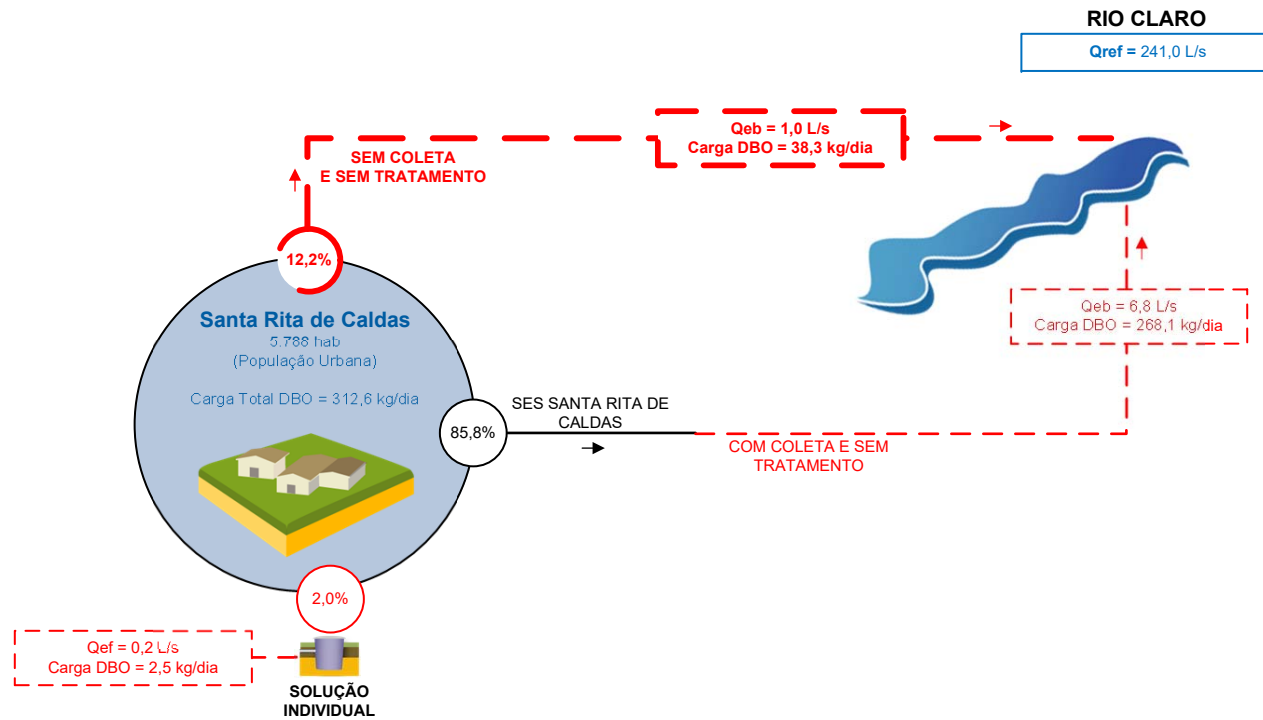 RIO CLARO
Qref = 241,0 L/s
Qeb = 1,0 L/s
Carga DBO = 38,3 kg/dia
SEM COLETA
E SEM TRATAMENTO
12,2%
Santa Rita de Caldas
5.788 hab
(População Urbana)
Carga Total DBO = 312,6 kg/dia
Qeb = 6,8 L/s
Carga DBO = 268,1 kg/dia
85,8%
SES SANTA RITA DE
CALDAS
COM COLETA E SEM
TRATAMENTO
2,0%
Qef = 0,2 L/s
Carga DBO = 2,5 kg/dia
SOLUÇÃO
INDIVIDUAL